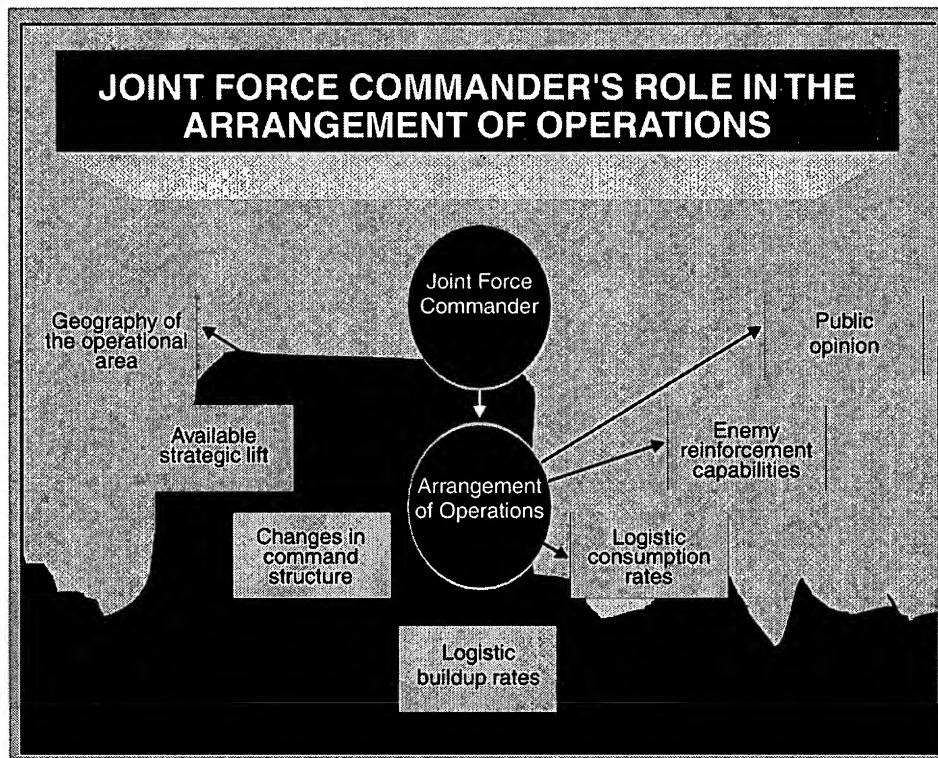 JOINT FORCE COMMANDER'S ROLE IN THE
ARRANGEMENT OF OPERATIONS
Joint Force
Commander
Geography of
the operational
area
Public
opinion
Available
strategic lift
Enemy
reinforcement
capabilities
Arrangement
of Operations
Changes in
command
structure
Logistic
consumption
rates
Logistic
buildup rates